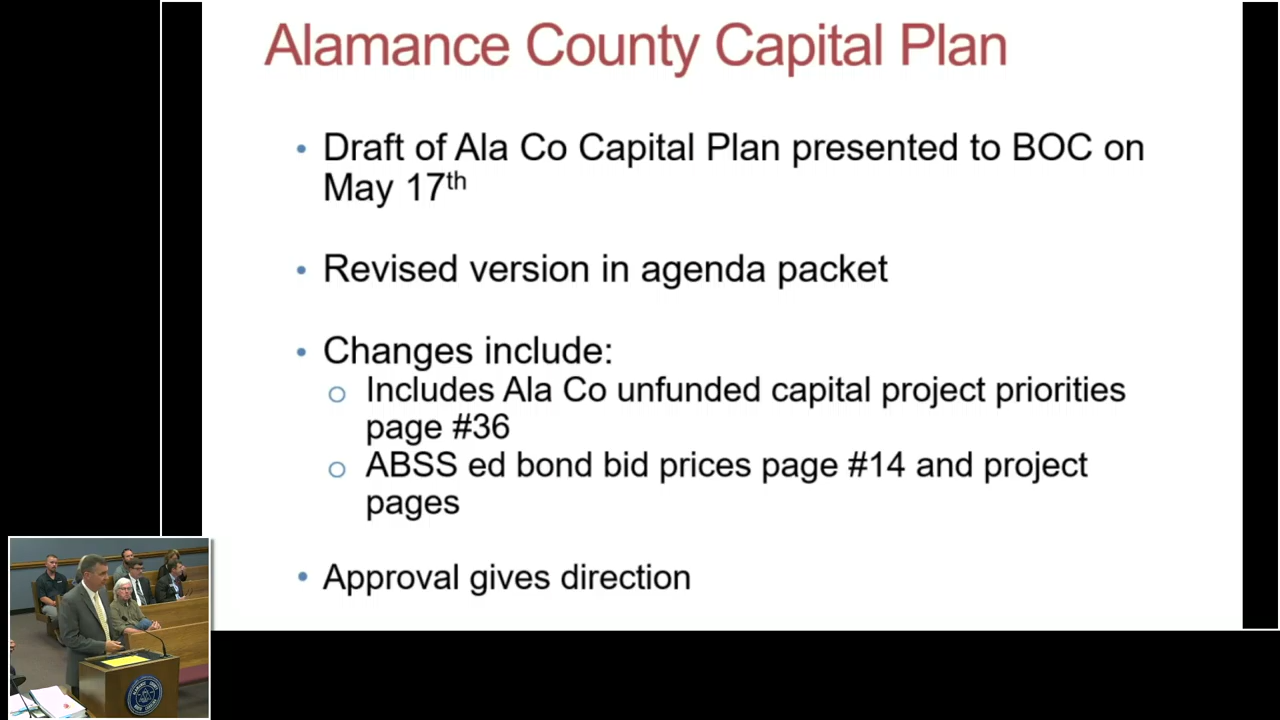 Alamance County Capital Plan
• Draft of Ala Co Capital Plan presented to BOC on
May 17th
• Revised version in agenda packet
• Changes include:
o Includes Ala Co unfunded capital project priorities
page #36
o ABSS ed bond bid prices page #14 and project
pages
• Approval gives direction